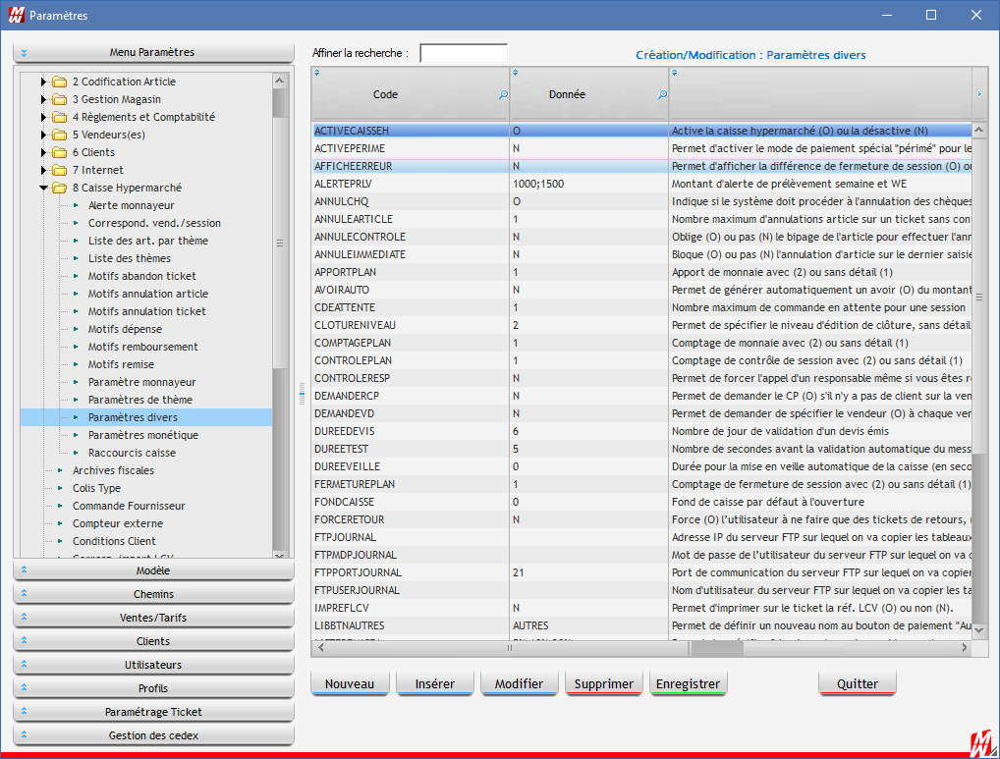 Paramètres
Menu Paramètres
2 Codification Article
3 Gestion Magasin
4 Règlements et Comptabilité
5 Vendeurs(es)
6 Clients
7 Internet
8 Caisse Hypermarché
Alerte monnayeur
Correspond. vend./session
Liste des art. par thème
Liste des thèmes
Motifs abandon ticket
Motifs annulation article
Motifs annulation ticket
Motifs dépense
Motifs remboursement
Motifs remise
Paramètre monnayeur
Paramètres de thème
Paramètres divers
Paramètres monétique
Raccourcis caisse
Archives fiscales
Colis Type
Commande Fournisseur
Compteur externe
Conditions Client
Modèle
Chemins
Ventes/Tarifs
Clients
Utilisateurs
Profils
Paramétrage Ticket
Gestion des cedex
Affiner la recherche :
Création/Modification : Paramètres divers
Code Donnée
ACTIVECAISSEH O Active la caisse hypermarché (O) ou la désactive (N)
ACTIVEPERIME N Permet d'activer le mode de paiement spécial "périmé" pour le
AFFICHEERREUR N Permet d'afficher la différence de fermeture de session (O) ou
ALERTEPRLV 1000;1500 Montant d'alerte de prélèvement semaine et WE
ANNULCHQ O Indique si le système doit procéder à l'annulation des chèques
ANNULEARTICLE 1 Nombre maximum d'annulations article sur un ticket sans con
ANNULECONTROLE N Oblige (O) ou pas (N) le bipage de l'article pour effectuer l'ann
ANNULEIMMEDIATE N Bloque (O) ou pas (N) l'annulation d'article sur le dernier saisie
APPORTPLAN 1 Apport de monnaie avec (2) ou sans détail (1)
AVOIRAUTO N Permet de générer automatiquement un avoir (O) du montant
CDEATTENTE 1 Nombre maximum de commande en attente pour une session
CLOTURENIVEAU 2 Permet de spécifier le niveau d'édition de clôture, sans détail
COMPTAGEPLAN 1 Comptage de monnaie avec (2) ou sans détail (1)
CONTROLEPLAN 1 Comptage de contrôle de session avec (2) ou sans détail (1)
CONTROLERESP N Permet de forcer l'appel d'un responsable même si vous êtes r
DEMANDERCP N Permet de demander le CP (O) s'il n'y a pas de client sur la ven
DEMANDEVD N Permet de demander de spécifier le vendeur (O) à chaque ver
DUREEDEVIS 6 Nombre de jour de validation d'un devis émis
DUREETEST 5 Nombre de secondes avant la validation automatique du mess
DUREEVEILLE 0 Durée pour la mise en veille automatique de la caisse (en seco
FERMETUREPLAN 1 Comptage de fermeture de session avec (2) ou sans détail (1)
FONDCAISSE 0 Fond de caisse par défaut à l'ouverture
FORCERETOUR N Force (O) l'utilisateur à ne faire que des tickets de retours, (
FTPJOURNAL Adresse IP du serveur FTP sur lequel on va copier les tableaux
FTPMDPJOURNAL Mot de passe de l'utilisateur du serveur FTP sur lequel on va c
FTPPORTJOURNAL 21 Port de communication du serveur FTP sur lequel on va copier
FTPUSERJOURNAL Nom d'utilisateur du serveur FTP sur lequel on va copier les ta
IMPREFLCV N Permet d'imprimer sur le ticket la réf. LCV (O) ou non (N).
LIBBTNAUTRES AUTRES Permet de définir un nouveau nom au bouton de paiement "Au
Nouveau Insérer Modifier Supprimer Enregistrer Quitter